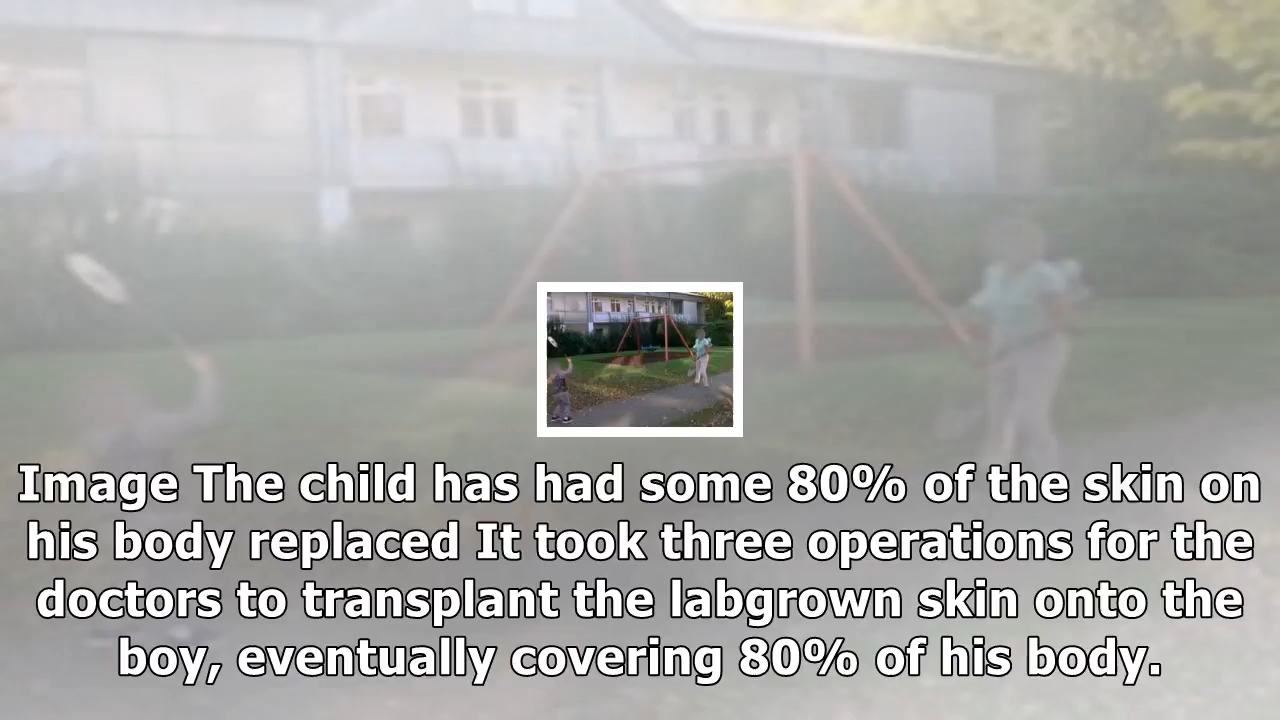 Image The child has had some 80% of the skin on
his body replaced It took three operations for the
doctors to transplant the labgrown skin onto the
boy, eventually covering 80% of his body.